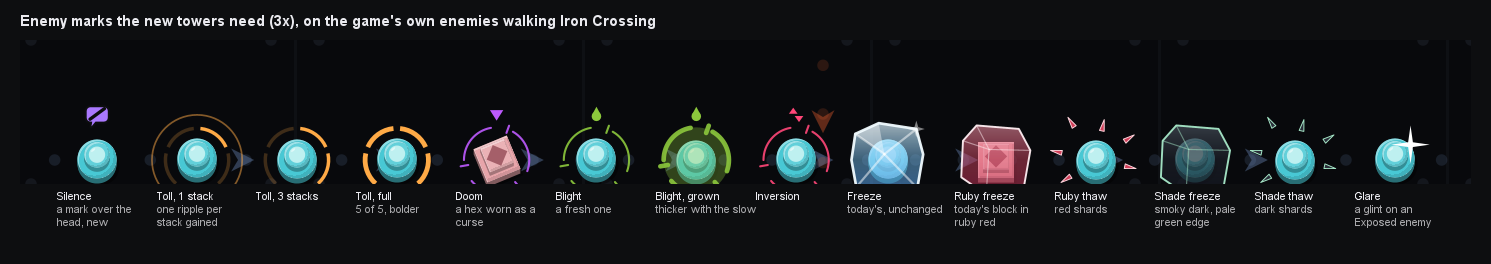 Enemy marks the new towers need (3x), on the game's own enemies walking Iron Crossing
Silence
a mark over the
head, new
Toll, 1 stack
one ripple per
stack gained
Toll, 3 stacks
Toll, full
5 of 5, bolder
Doom
a hex worn as a
curse
Blight
a fresh one
Blight, grown
thicker with the slow
Inversion
Freeze
today's, unchanged
Ruby freeze
today's block in
ruby red
Ruby thaw
red shards
Shade freeze
smoky dark, pale
green edge
Shade thaw
dark shards
Glare
a glint on an
Exposed enemy